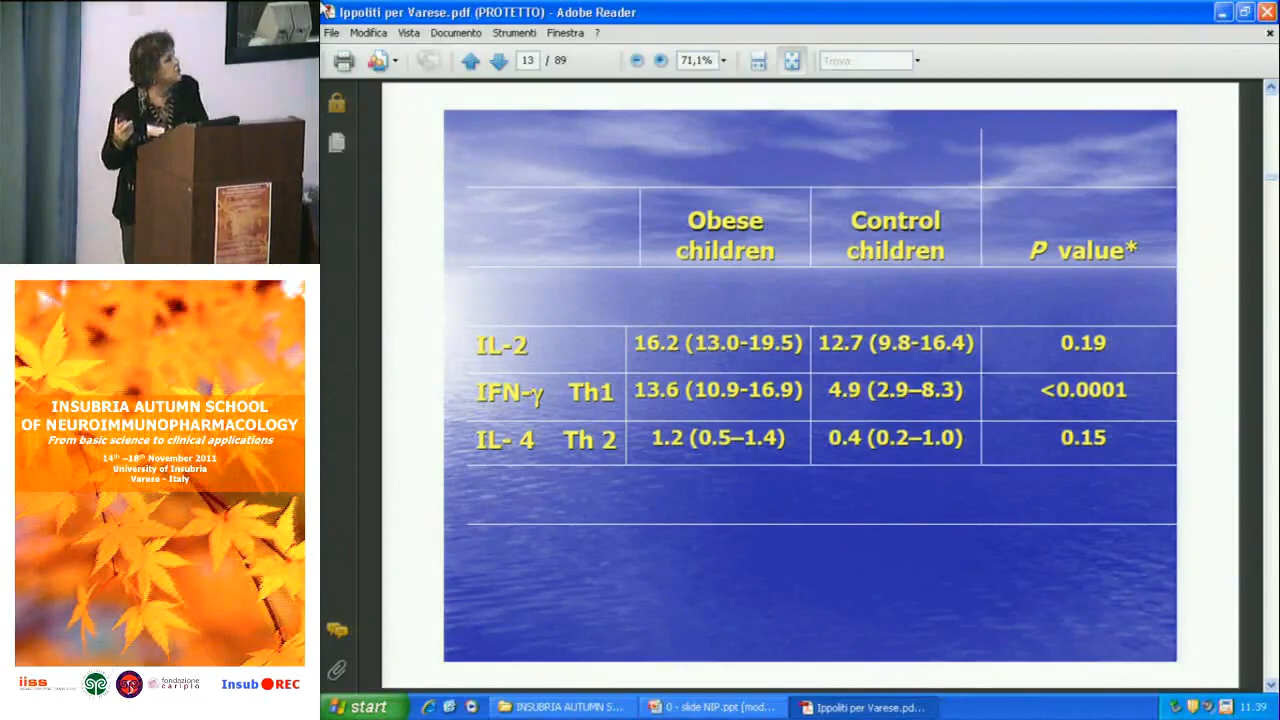 Ippoliti per Varese.pdf (PROTETTO) - Adobe Reader
File Modifica Vista Documento Strumenti Finestra ?
13 / 89 71,1% Trova:
Obese children Control children P value*
IL-2 16.2 (13.0-19.5) 12.7 (9.8-16.4) 0.19
IFN-γ Th1 13.6 (10.9-16.9) 4.9 (2.9–8.3) <0.0001
IL- 4 Th 2 1.2 (0.5–1.4) 0.4 (0.2–1.0) 0.15
INSUBRIA AUTUMN SCHOOL
OF NEUROIMMUNOPHARMACOLOGY
From basic science to clinical applications
14th –18th November 2011
University of Insubria
Varese - Italy
iiss
fondazione
cariplo
Insub REC
start INSUBRIA AUTUMN S... 0 - slide NIP.ppt [mod... Ippoliti per Varese.pd... 11.39